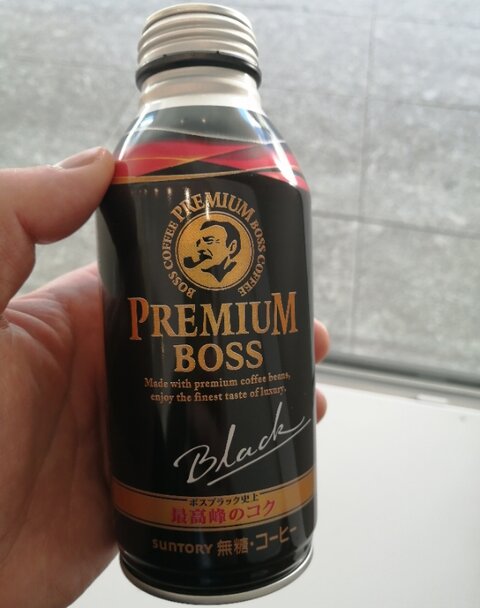 BOSS COFFEE PREMIUM BOSS COFFEE
PREMIUM
BOSS
Made with premium coffee beans,
enjoy the finest taste of luxury.
Black
ボスブラック史上
最高峰のコク
SUNTORY 無糖・コーヒー